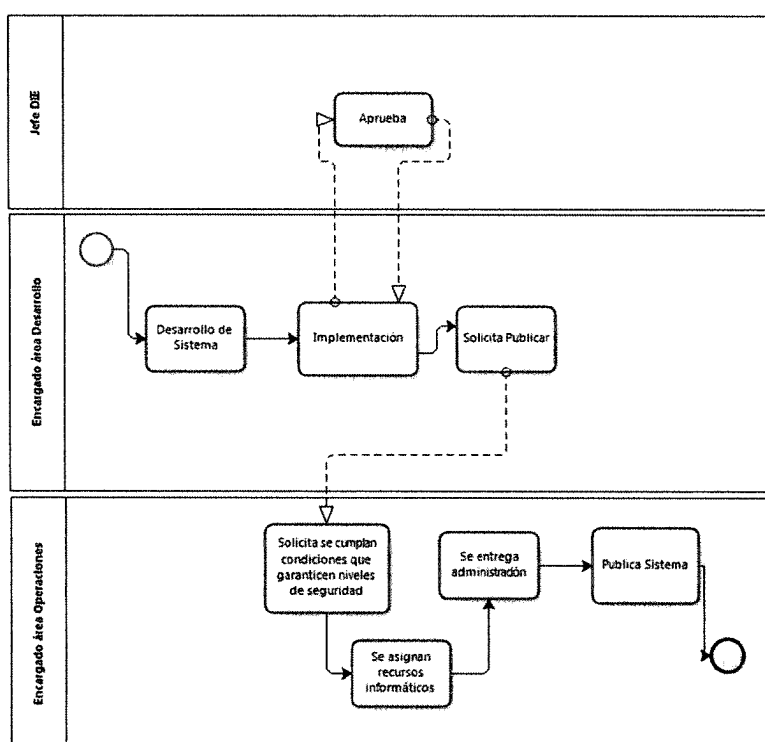 Jefe DIE
Aprueba
Encargado área Desarrollo
Desarrollo de
Sistema
Implementación
Solicita Publicar
Encargado área Operaciones
Solicita se cumplan
condiciones que
garanticen niveles
de seguridad
Se asignan
recursos
informáticos
Se entrega
administración
Publica Sistema